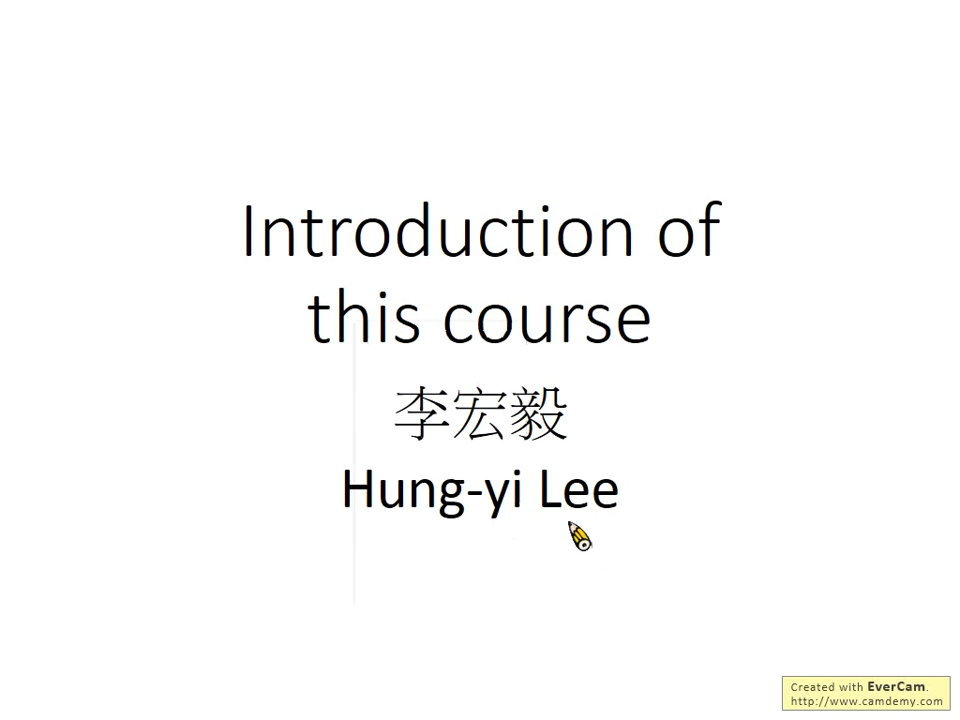 Introduction of
this course
李宏毅
Hung-yi Lee
Created with EverCam.
http://www.camdemy.com